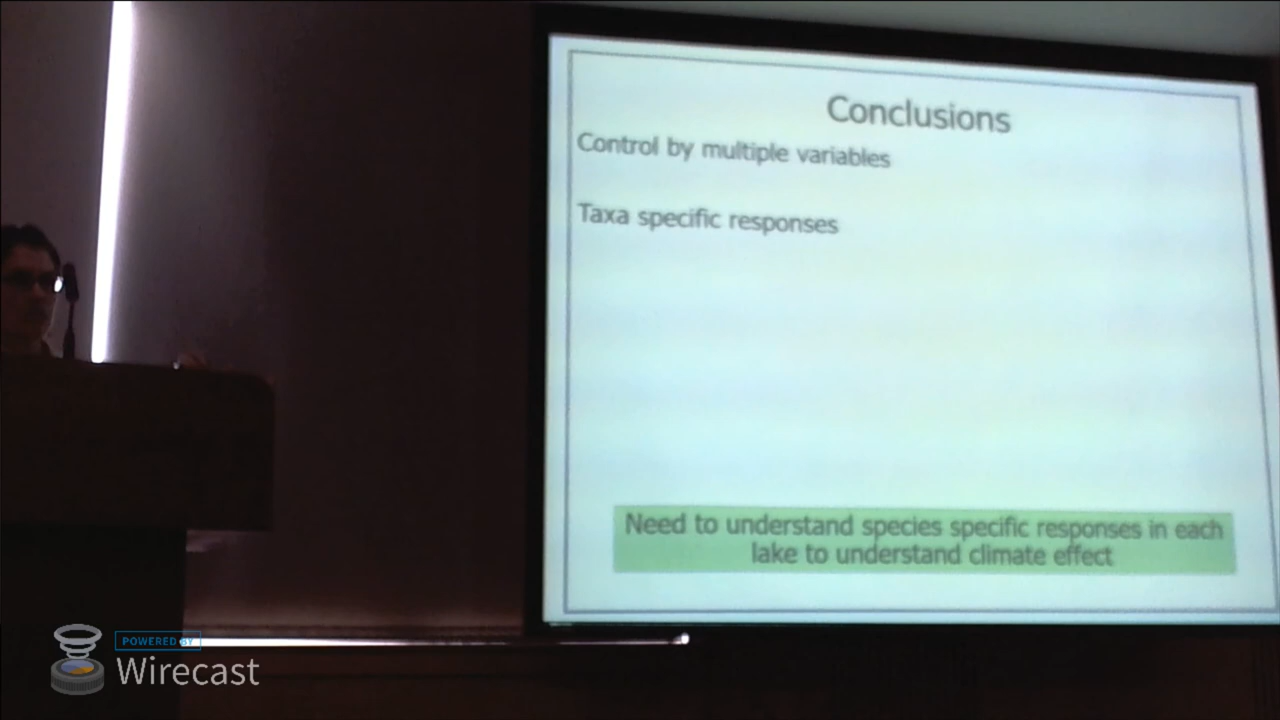 Conclusions
Control by multiple variables
Taxa specific responses
Need to understand species specific responses in each
lake to understand climate effect
POWERED BY
Wirecast